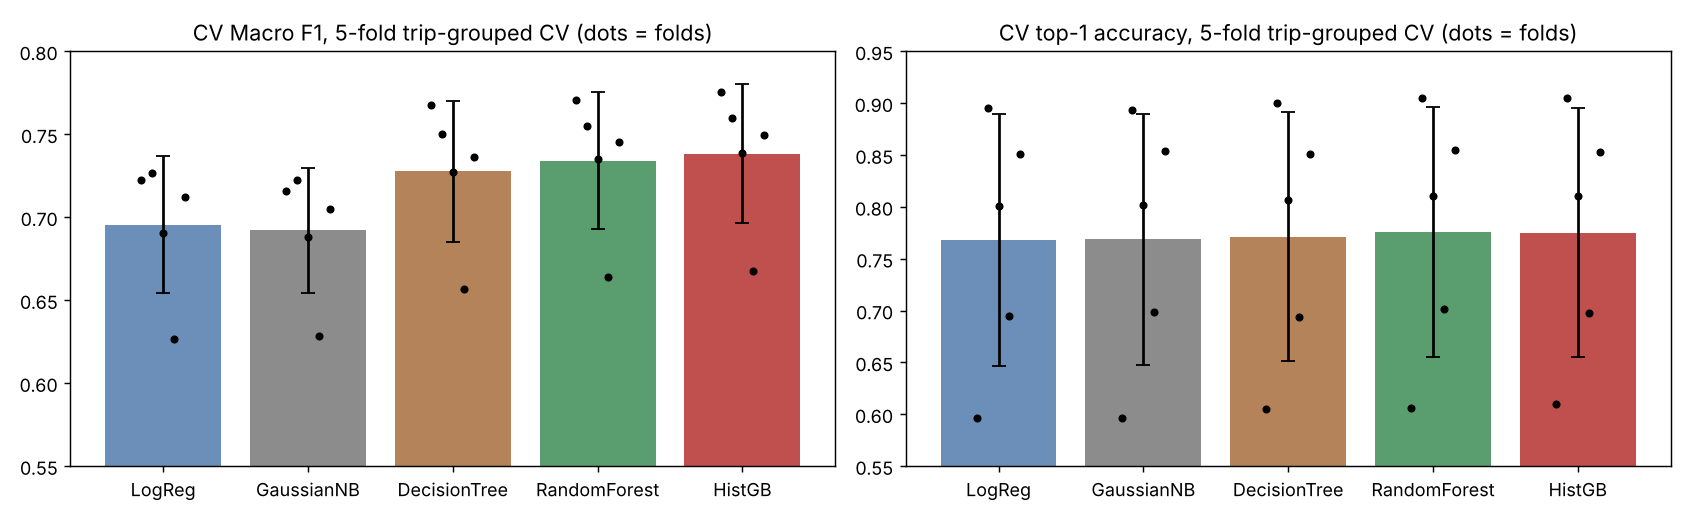 CV Macro F1, 5-fold trip-grouped CV (dots = folds)
0.80
0.75
0.70
0.65
0.60
0.55
LogReg
GaussianNB
DecisionTree
RandomForest
HistGB
CV top-1 accuracy, 5-fold trip-grouped CV (dots = folds)
0.95
0.90
0.85
0.80
0.75
0.70
0.65
0.60
0.55
LogReg
GaussianNB
DecisionTree
RandomForest
HistGB